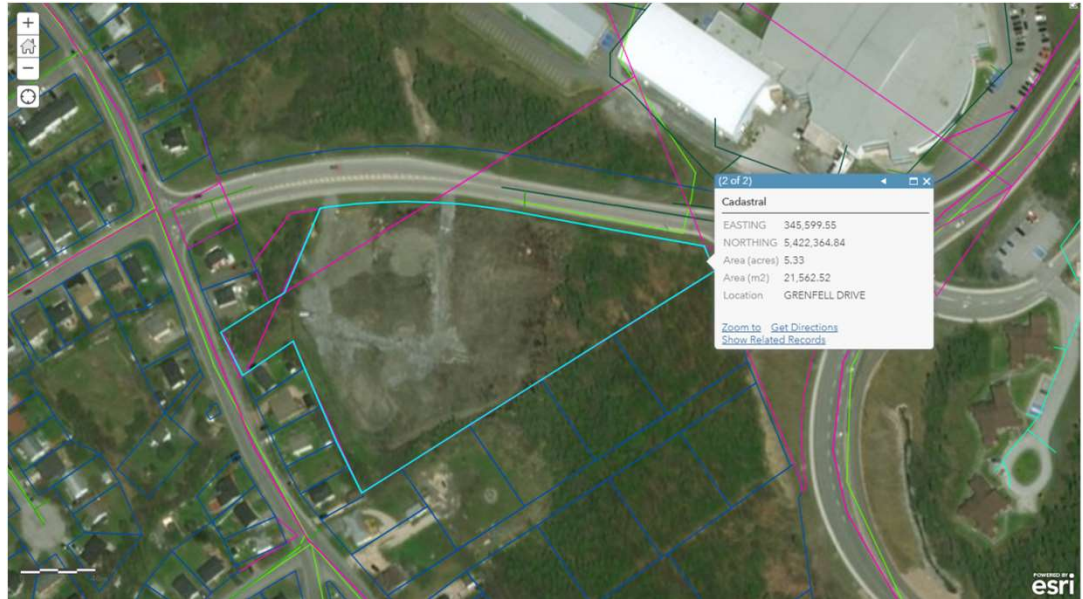 +
−
(2 of 2)
Cadastral
EASTING 345,599.55
NORTHING 5,422,364.84
Area (acres) 5.33
Area (m2) 21,562.52
Location GRENFELL DRIVE
Zoom to Get Directions
Show Related Records
POWERED BY
esri